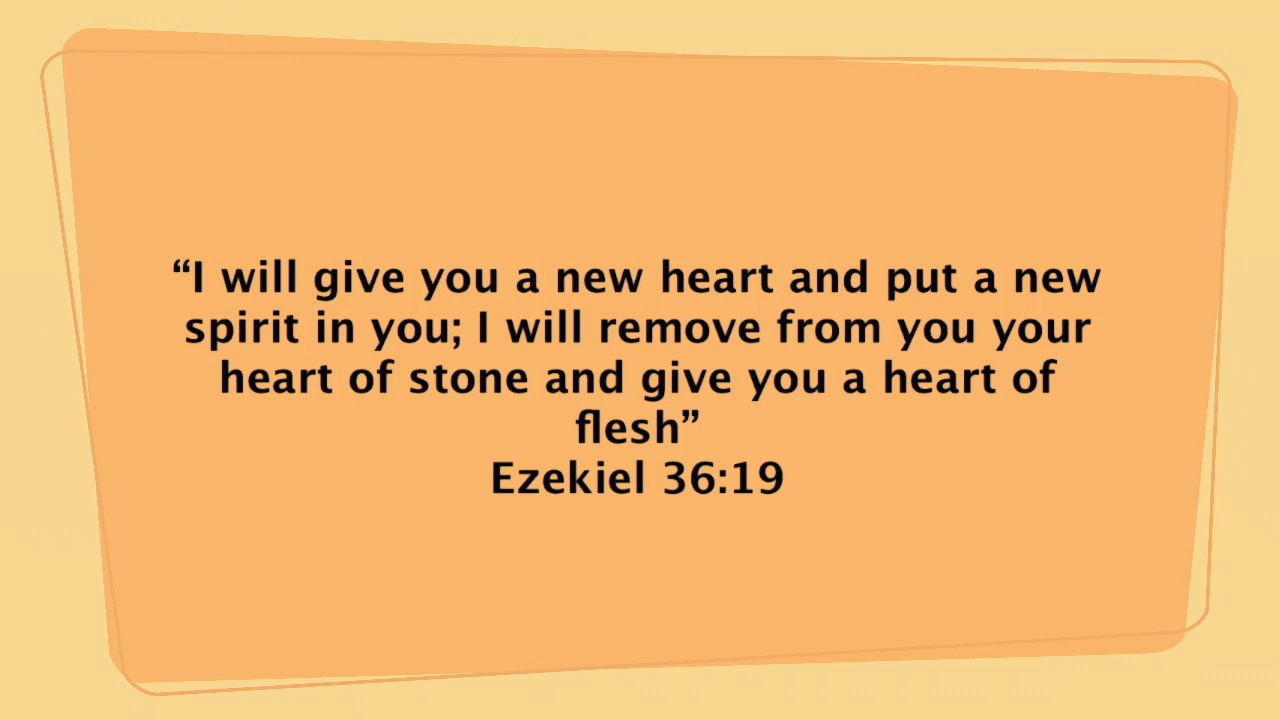 “I will give you a new heart and put a new
spirit in you; I will remove from you your
heart of stone and give you a heart of
flesh”
Ezekiel 36:19